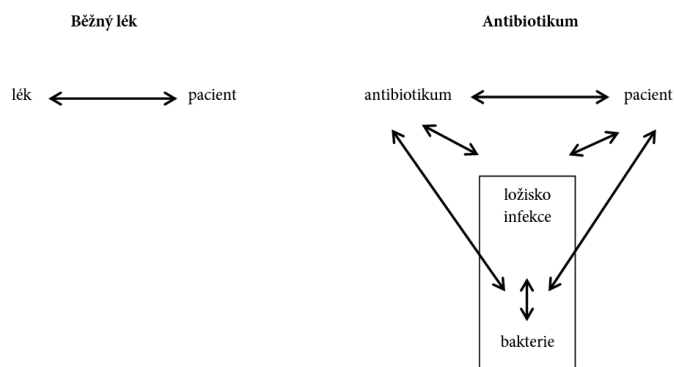 Běžný lék
Antibiotikum
lék
pacient
antibiotikum
pacient
ložisko
infekce
bakterie